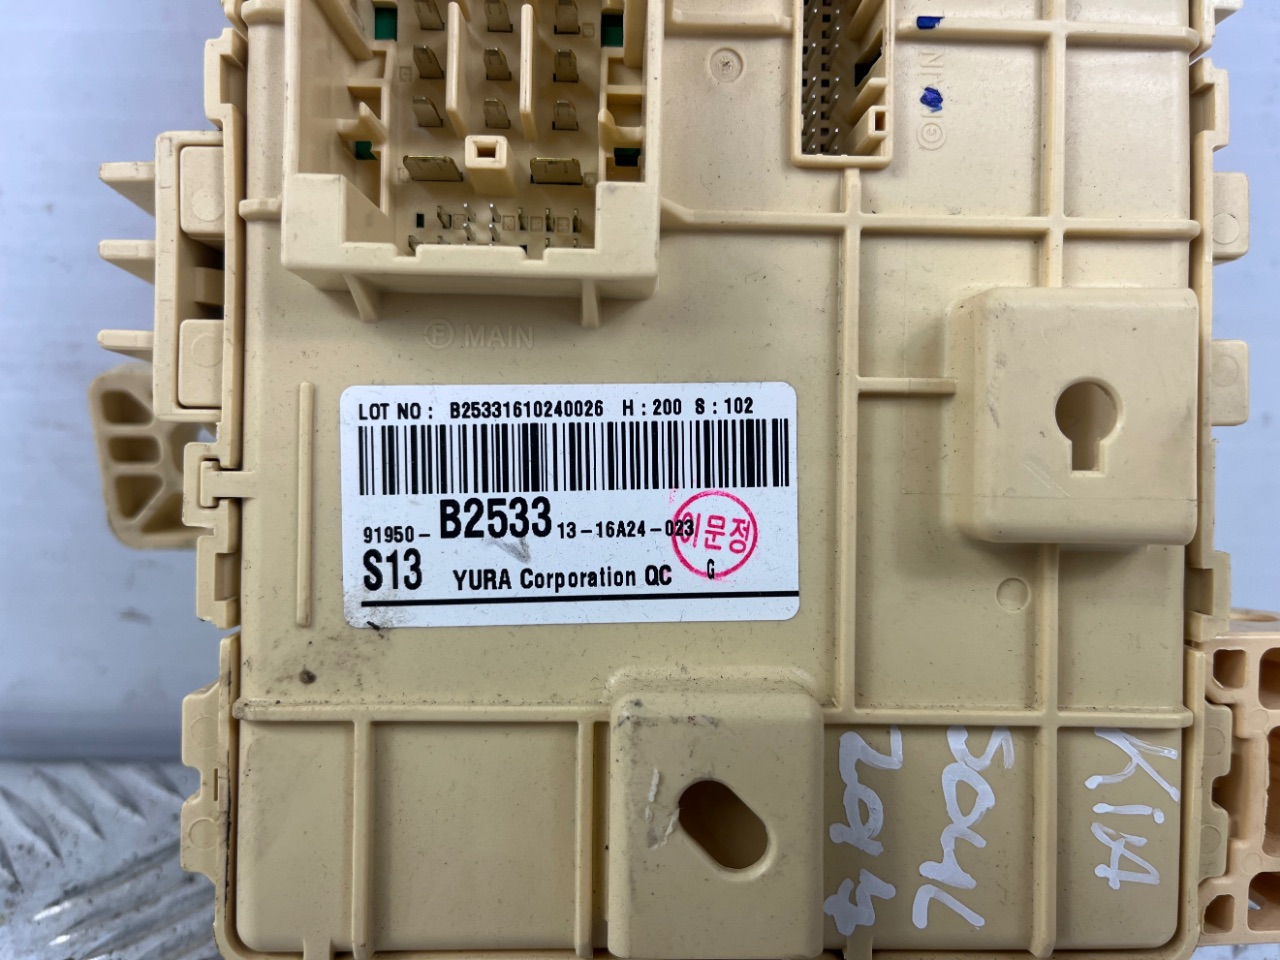 MAIN G
F MAIN
LOT NO : B25331610240026 H : 200 S : 102
91950- B2533 13-16A24-023
이문정
S13 YURA Corporation QC G
KiA
SOUL